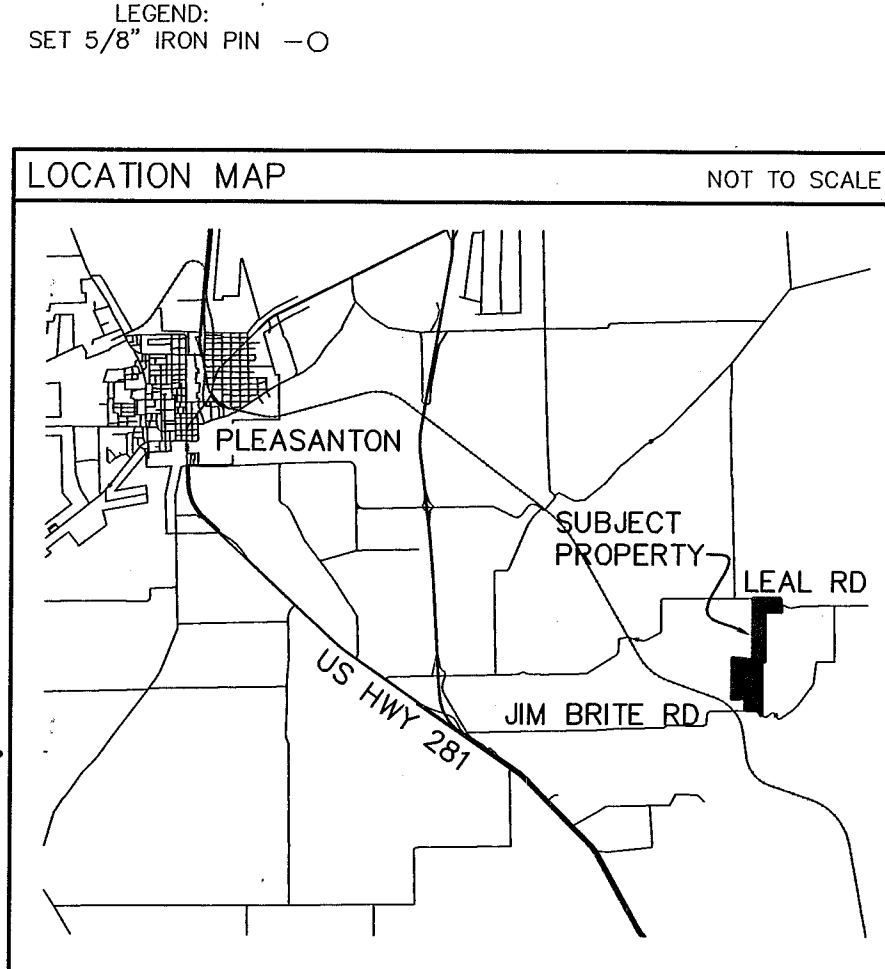 LEGEND:
SET 5/8" IRON PIN —O
LOCATION MAP
NOT TO SCALE
PLEASANTON
SUBJECT
PROPERTY
LEAL RD
US HWY 281
JIM BRITE RD